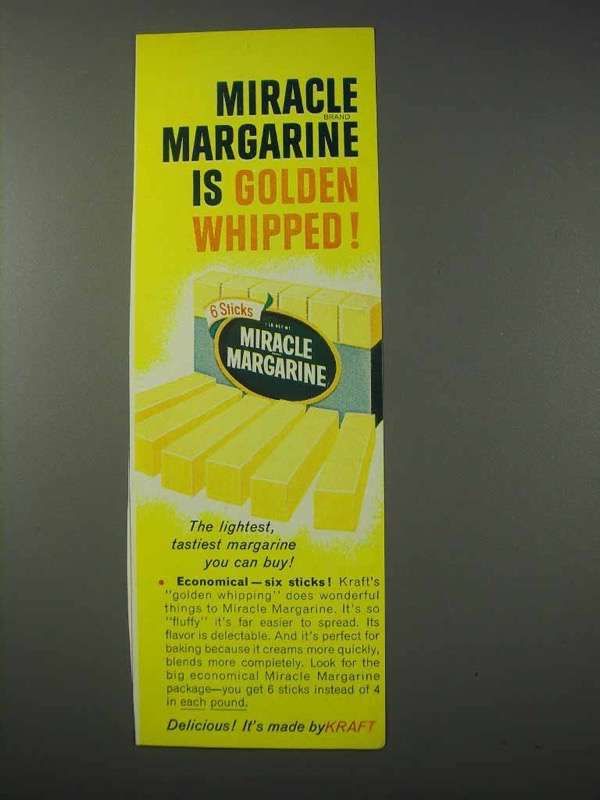 MIRACLE
BRAND
MARGARINE
IS GOLDEN
WHIPPED!
6 Sticks
MIRACLE
MARGARINE
The lightest,
tastiest margarine
you can buy!
• Economical—six sticks! Kraft's
"golden whipping" does wonderful
things to Miracle Margarine. It's so
"fluffy" it's far easier to spread. Its
flavor is delectable. And it's perfect for
baking because it creams more quickly,
blends more completely. Look for the
big economical Miracle Margarine
package—you get 6 sticks instead of 4
in each pound.
Delicious! It's made by KRAFT